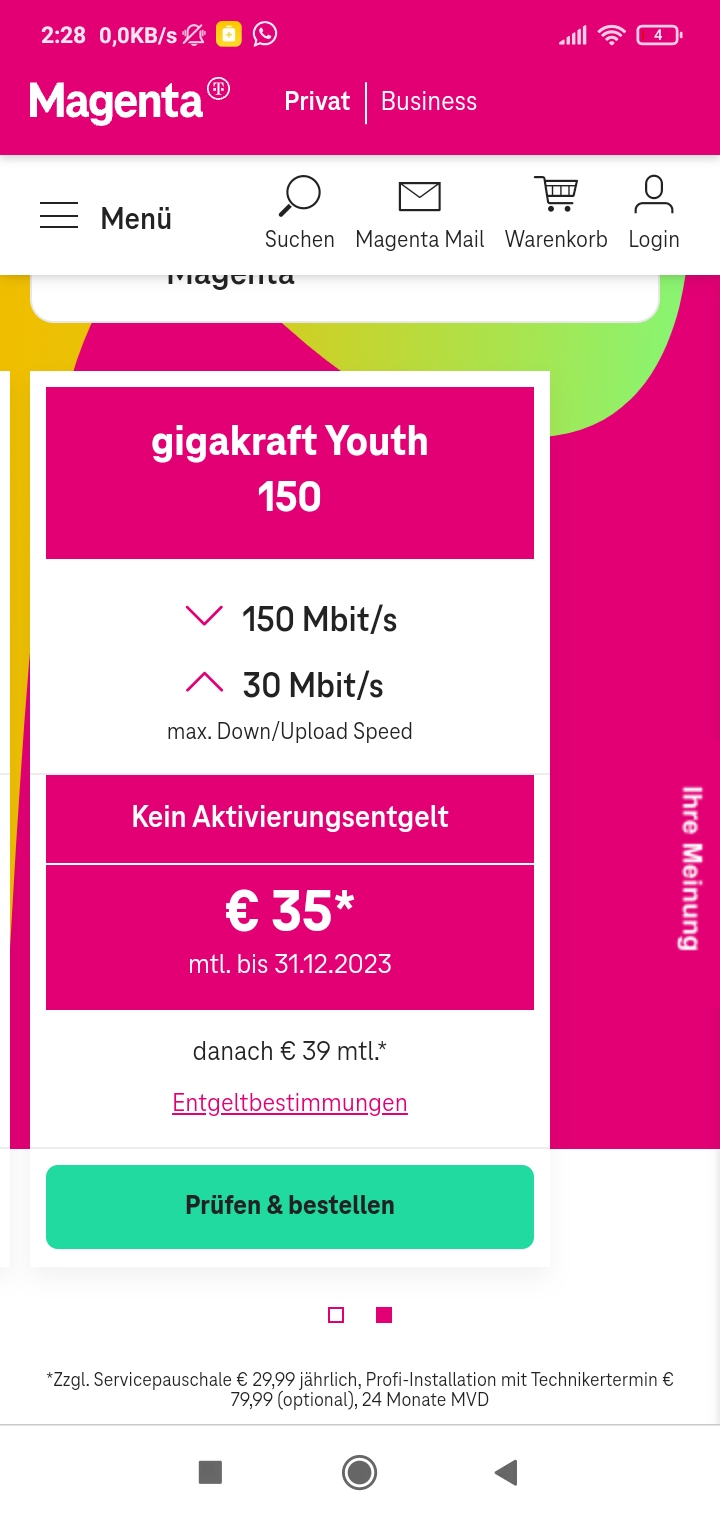 2:28 0,0KB/s 4
Magenta T
Privat | Business
Menü
Suchen Magenta Mail Warenkorb Login
Magenta
gigakraft Youth
150
150 Mbit/s
30 Mbit/s
max. Down/Upload Speed
Kein Aktivierungsentgelt
€ 35*
mtl. bis 31.12.2023
danach € 39 mtl.*
Entgeltbestimmungen
Prüfen & bestellen
Ihre Meinung
*Zzgl. Servicepauschale € 29,99 jährlich, Profi-Installation mit Technikertermin €
79,99 (optional), 24 Monate MVD